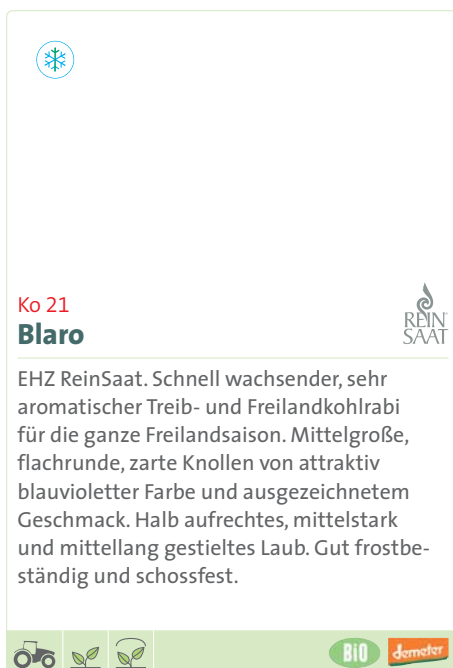 Ko 21
Blaro
REIN
SAAT
EHZ ReinSaat. Schnell wachsender, sehr
aromatischer Treib- und Freilandkohlrabi
für die ganze Freilandsaison. Mittelgroße,
flachrunde, zarte Knollen von attraktiv
blauvioletter Farbe und ausgezeichnetem
Geschmack. Halb aufrechtes, mittelstark
und mittellang gestieltes Laub. Gut frostbe-
ständig und schossfest.
BIO
demeter